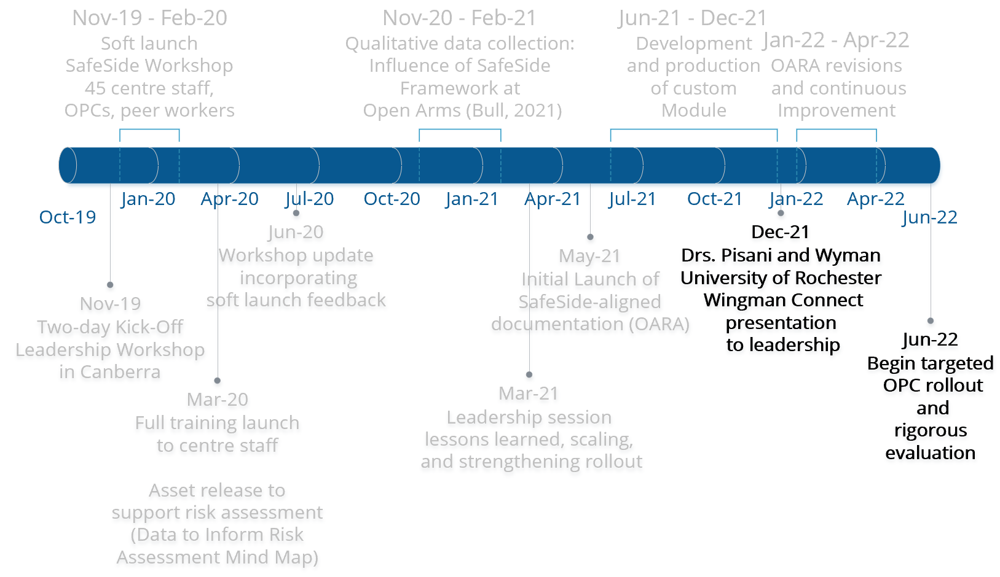 Nov-19 - Feb-20
Soft launch
SafeSide Workshop
45 centre staff,
OPCs, peer workers
Nov-20 - Feb-21
Qualitative data collection:
Influence of SafeSide
Framework at
Open Arms (Bull, 2021)
Jun-21 - Dec-21
Development
and production
of custom
Module
Jan-22 - Apr-22
OARA revisions
and continuous
Improvement
Oct-19
Jan-20
Apr-20
Jul-20
Oct-20
Jan-21
Apr-21
Jul-21
Oct-21
Jan-22
Apr-22
Jun-22
Nov-19
Two-day Kick-Off
Leadership Workshop
in Canberra
Mar-20
Full training launch
to centre staff
Asset release to
support risk assessment
(Data to Inform Risk
Assessment Mind Map)
Jun-20
Workshop update
incorporating
soft launch feedback
Mar-21
Leadership session
lessons learned, scaling,
and strengthening rollout
May-21
Initial Launch of
SafeSide-aligned
documentation (OARA)
Dec-21
Drs. Pisani and Wyman
University of Rochester
Wingman Connect
presentation
to leadership
Jun-22
Begin targeted
OPC rollout
and
rigorous
evaluation